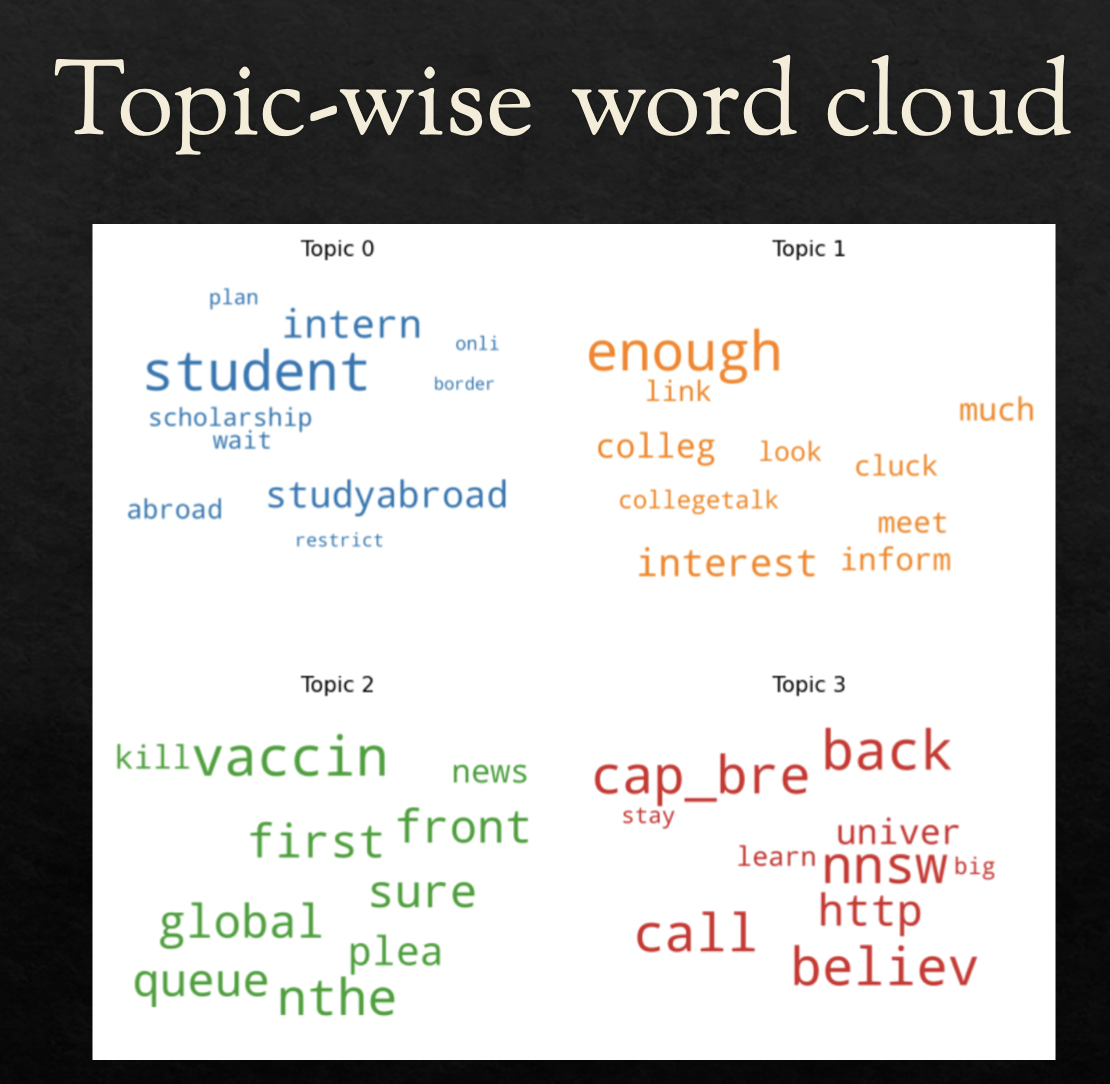 Topic-wise word cloud
Topic 0
plan
intern
onli
student
border
scholarship
wait
studyabroad
abroad
restrict
Topic 1
enough
link
much
colleg
look
cluck
collegetalk
meet
interest
inform
Topic 2
kill
vaccin
news
first
front
sure
global
plea
queue
nthe
Topic 3
cap_bre
back
stay
univer
learn
nnsw
big
http
call
believ